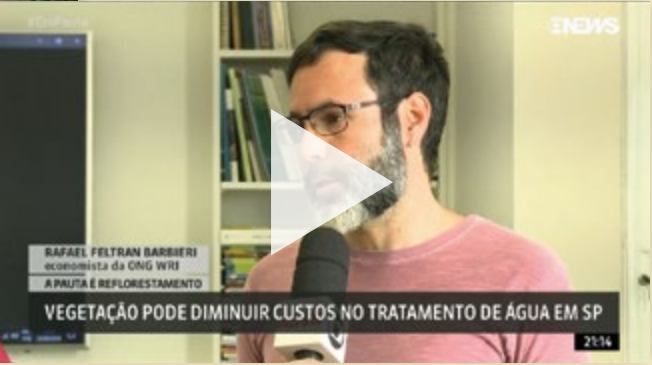 #EmPauta
NEWS
RAFAEL FELTRAN BARBIERI
economista da ONG WRI
A PAUTA É REFLORESTAMENTO
VEGETAÇÃO PODE DIMINUIR CUSTOS NO TRATAMENTO DE ÁGUA EM SP
21:14